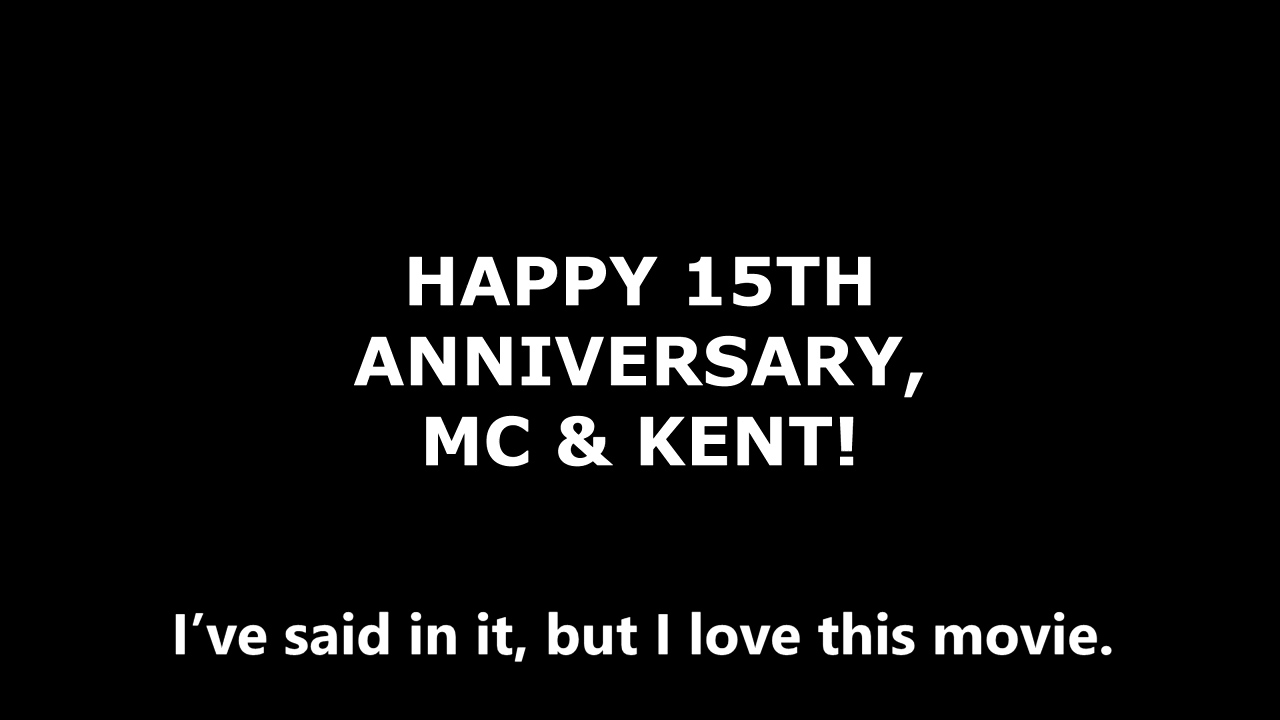 HAPPY 15TH
ANNIVERSARY,
MC & KENT!
I’ve said in it, but I love this movie.